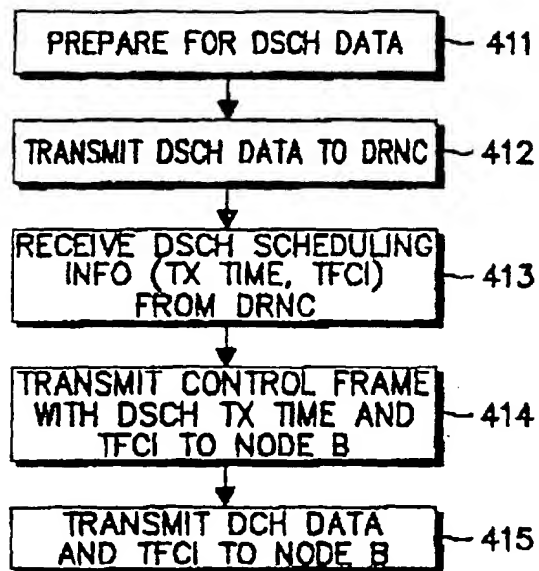 PREPARE FOR DSCH DATA 411
TRANSMIT DSCH DATA TO DRNC 412
RECEIVE DSCH SCHEDULING
INFO (TX TIME, TFCI) 413
FROM DRNC
TRANSMIT CONTROL FRAME
WITH DSCH TX TIME AND 414
TFCI TO NODE B
TRANSMIT DCH DATA
AND TFCI TO NODE B 415